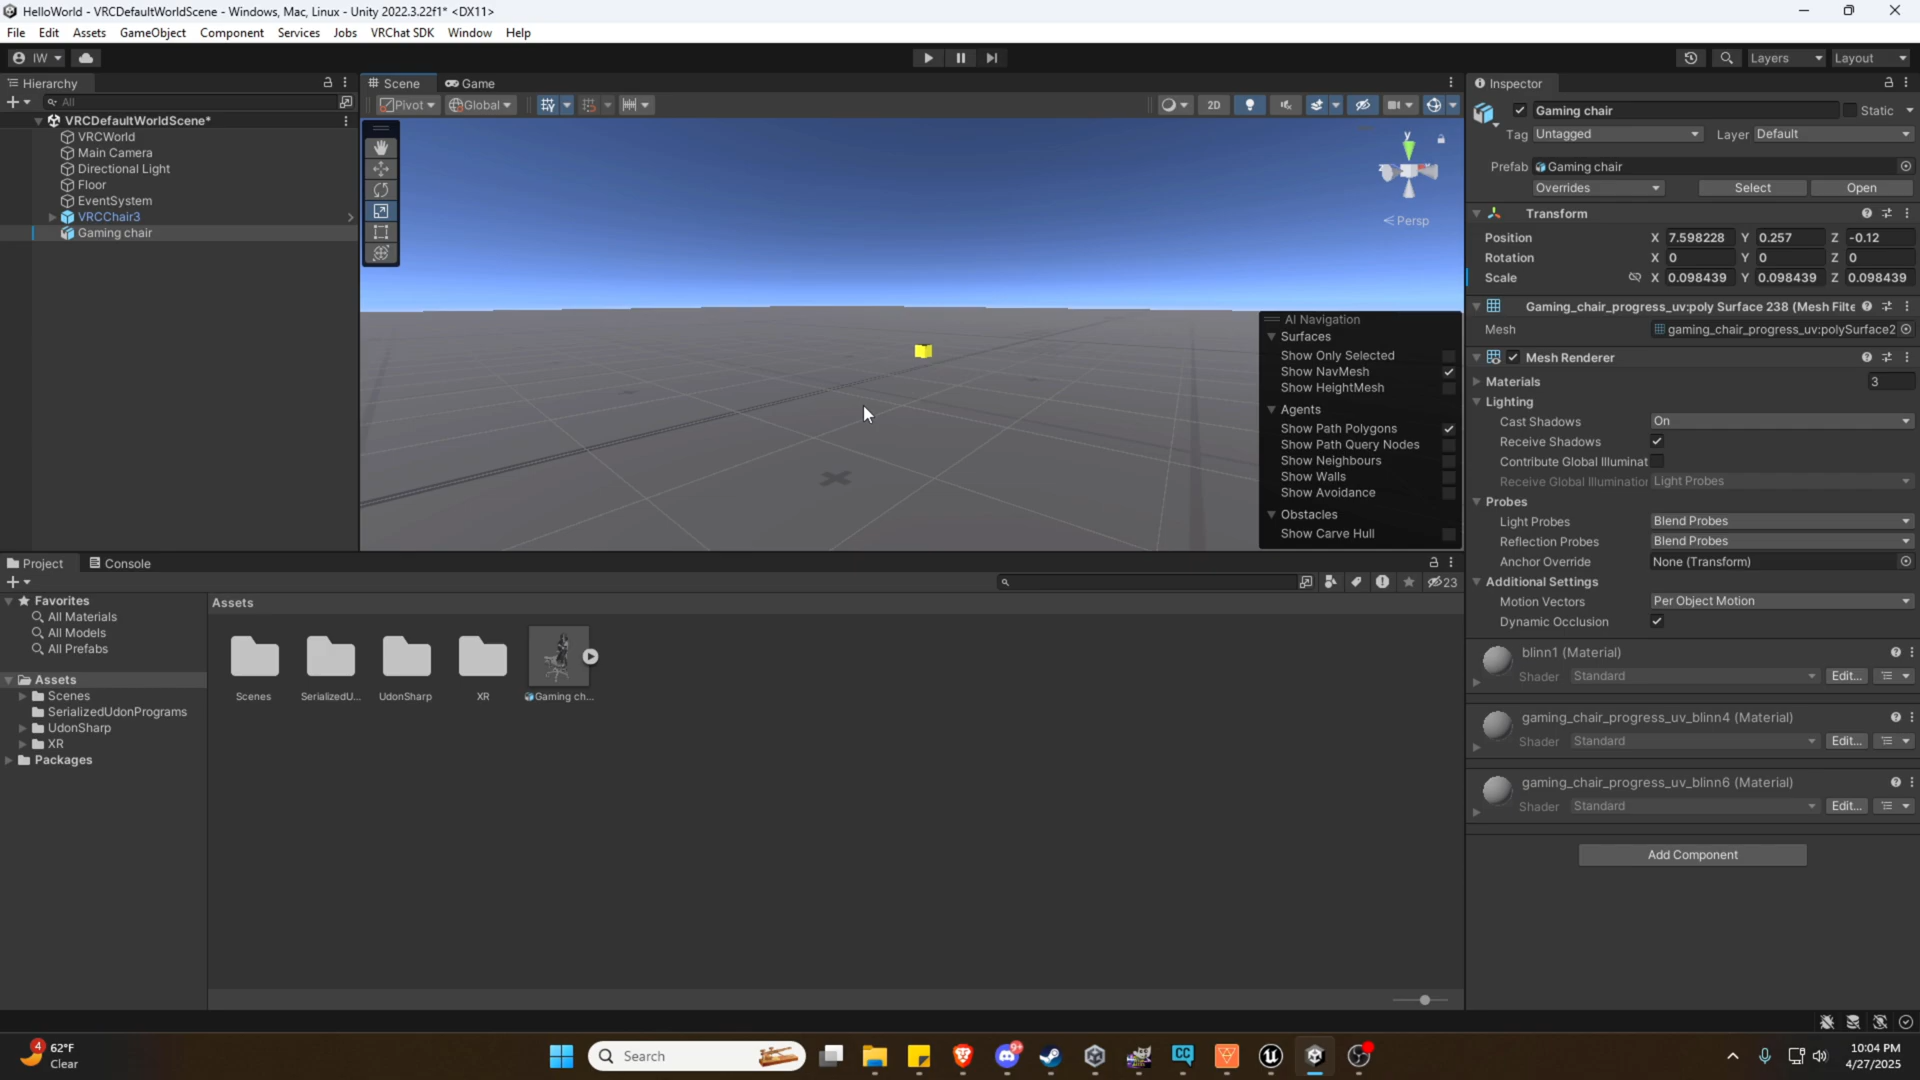 HelloWorld - VRCDefaultWorldScene - Windows, Mac, Linux - Unity 2022.3.22f1* <DX11>
File Edit Assets GameObject Component Services Jobs VRChat SDK Window Help
IW
Layers
Layout
Hierarchy
All
VRCDefaultWorldScene*
VRCWorld
Main Camera
Directional Light
Floor
EventSystem
VRCChair3
Gaming chair
Scene
Game
Pivot
Global
2D
y
z
Persp
AI Navigation
Surfaces
Show Only Selected
Show NavMesh
Show HeightMesh
Agents
Show Path Polygons
Show Path Query Nodes
Show Neighbours
Show Walls
Show Avoidance
Obstacles
Show Carve Hull
Inspector
Gaming chair
Static
Tag Untagged
Layer Default
Prefab Gaming chair
Overrides
Select
Open
Transform
Position X 7.598228 Y 0.257 Z -0.12
Rotation X 0 Y 0 Z 0
Scale X 0.098439 Y 0.098439 Z 0.098439
Gaming_chair_progress_uv:poly Surface 238 (Mesh Filte
Mesh gaming_chair_progress_uv:polySurface2
Mesh Renderer
Materials 3
Lighting
Cast Shadows On
Receive Shadows
Contribute Global Illuminat
Receive Global Illumination Light Probes
Probes
Light Probes Blend Probes
Reflection Probes Blend Probes
Anchor Override None (Transform)
Additional Settings
Motion Vectors Per Object Motion
Dynamic Occlusion
blinn1 (Material)
Shader Standard Edit...
gaming_chair_progress_uv_blinn4 (Material)
Shader Standard Edit...
gaming_chair_progress_uv_blinn6 (Material)
Shader Standard Edit...
Add Component
Project
Console
23
Favorites
All Materials
All Models
All Prefabs
Assets
Scenes
SerializedUdonPrograms
UdonSharp
XR
Packages
Assets
Scenes
SerializedU...
UdonSharp
XR
Gaming ch...
4
62°F
Clear
Search
9+
CC
10:04 PM
4/27/2025